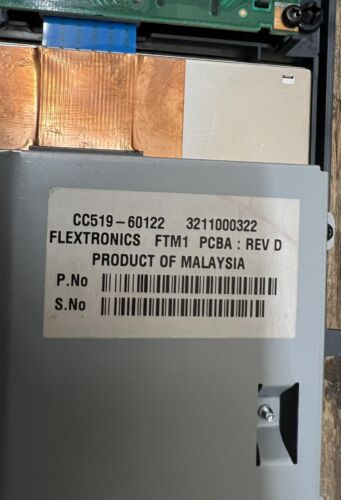 CC519-60122 3211000322
FLEXTRONICS FTM1 PCBA : REV D
PRODUCT OF MALAYSIA
P.No
S.No